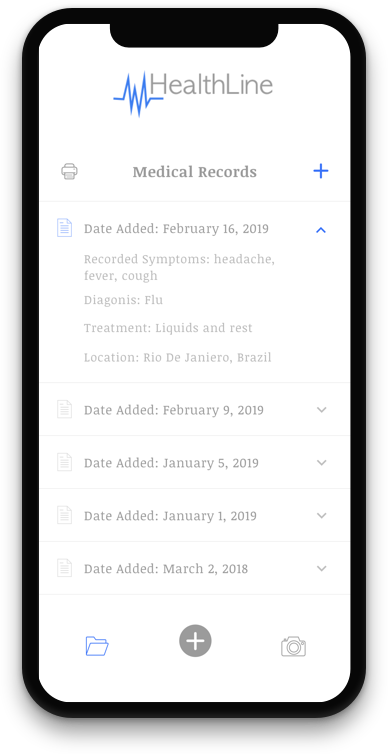 HealthLine
Medical Records
Date Added: February 16, 2019
Recorded Symptoms: headache,
fever, cough
Diagonis: Flu
Treatment: Liquids and rest
Location: Rio De Janiero, Brazil
Date Added: February 9, 2019
Date Added: January 5, 2019
Date Added: January 1, 2019
Date Added: March 2, 2018